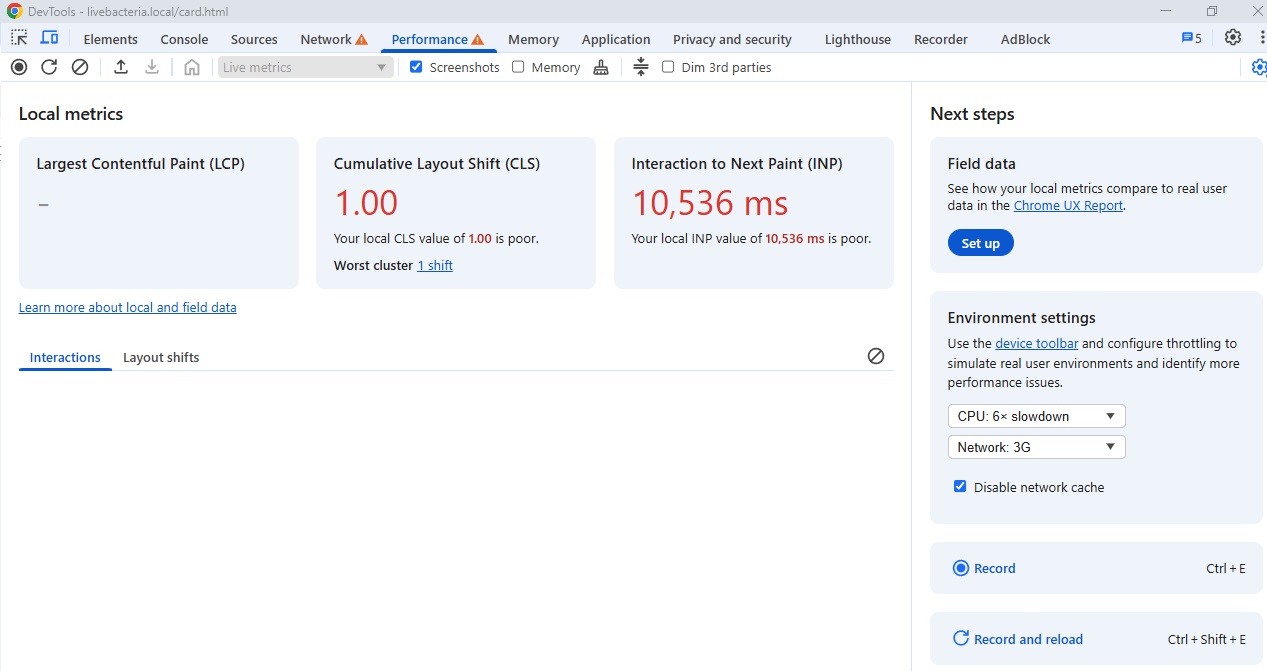 DevTools - livebacteria.local/card.html
Elements Console Sources Network Performance Memory Application Privacy and security Lighthouse Recorder AdBlock 5
Live metrics Screenshots Memory Dim 3rd parties
Local metrics
Largest Contentful Paint (LCP)
–
Cumulative Layout Shift (CLS)
1.00
Your local CLS value of 1.00 is poor.
Worst cluster 1 shift
Interaction to Next Paint (INP)
10,536 ms
Your local INP value of 10,536 ms is poor.
Learn more about local and field data
Interactions Layout shifts
Next steps
Field data
See how your local metrics compare to real user
data in the Chrome UX Report.
Set up
Environment settings
Use the device toolbar and configure throttling to
simulate real user environments and identify more
performance issues.
CPU: 6× slowdown
Network: 3G
Disable network cache
Record Ctrl + E
Record and reload Ctrl + Shift + E